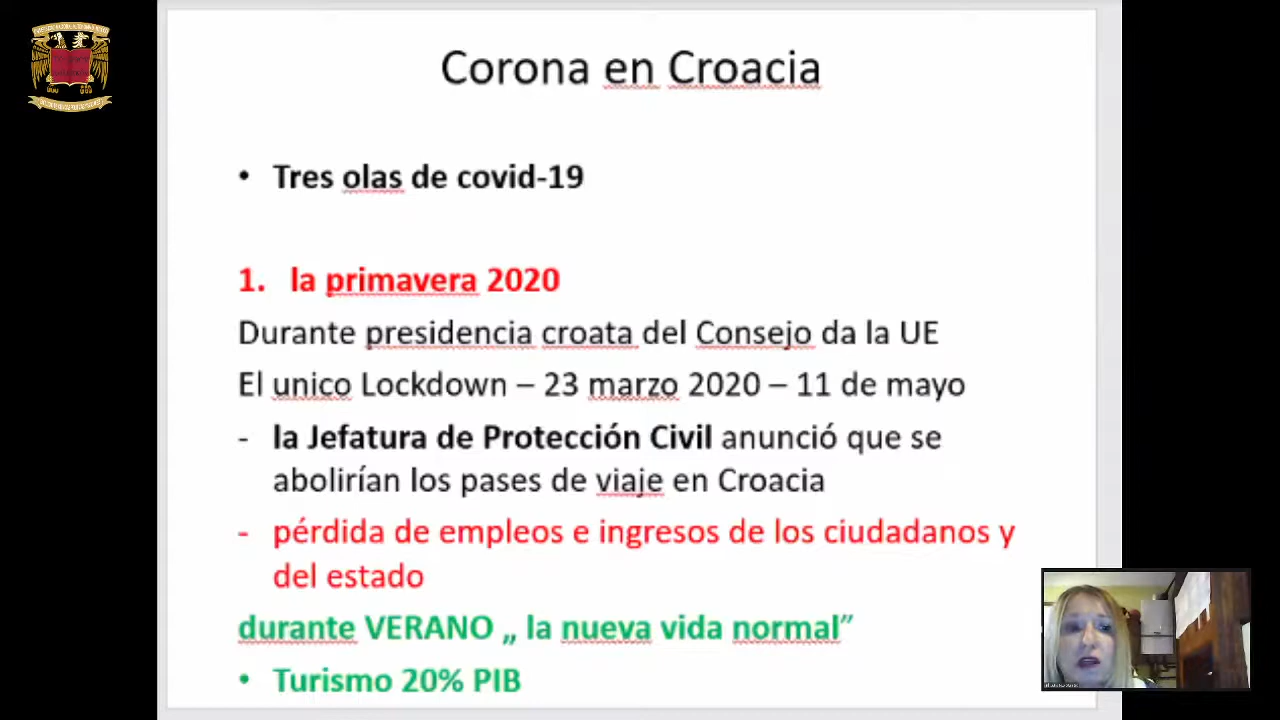 Corona en Croacia
• Tres olas de covid-19
1. la primavera 2020
Durante presidencia croata del Consejo da la UE
El unico Lockdown – 23 marzo 2020 – 11 de mayo
- la Jefatura de Protección Civil anunció que se
abolirían los pases de viaje en Croacia
- pérdida de empleos e ingresos de los ciudadanos y
del estado
durante VERANO „ la nueva vida normal”
• Turismo 20% PIB